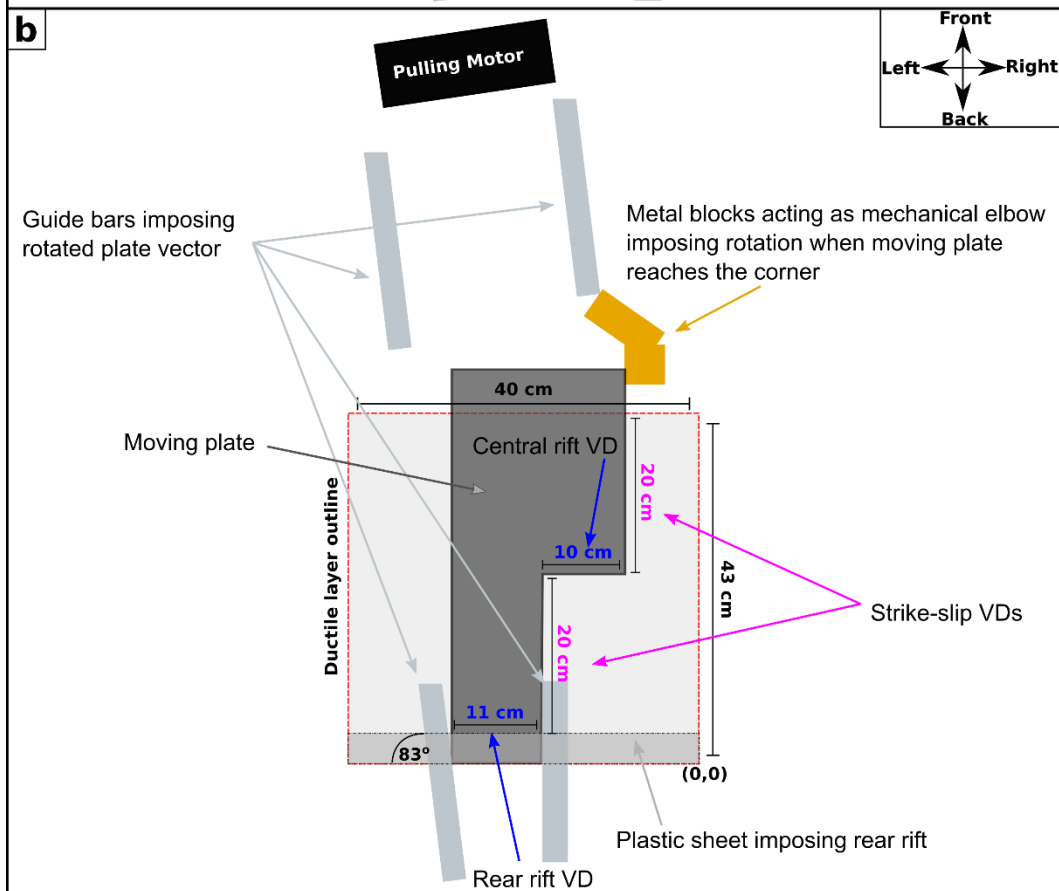 b
Front
Left
Right
Back
Pulling Motor
Guide bars imposing
rotated plate vector
Metal blocks acting as mechanical elbow
imposing rotation when moving plate
reaches the corner
40 cm
Moving plate
Central rift VD
20 cm
10 cm
Ductile layer outline
43 cm
Strike-slip VDs
20 cm
11 cm
83º
(0,0)
Plastic sheet imposing rear rift
Rear rift VD